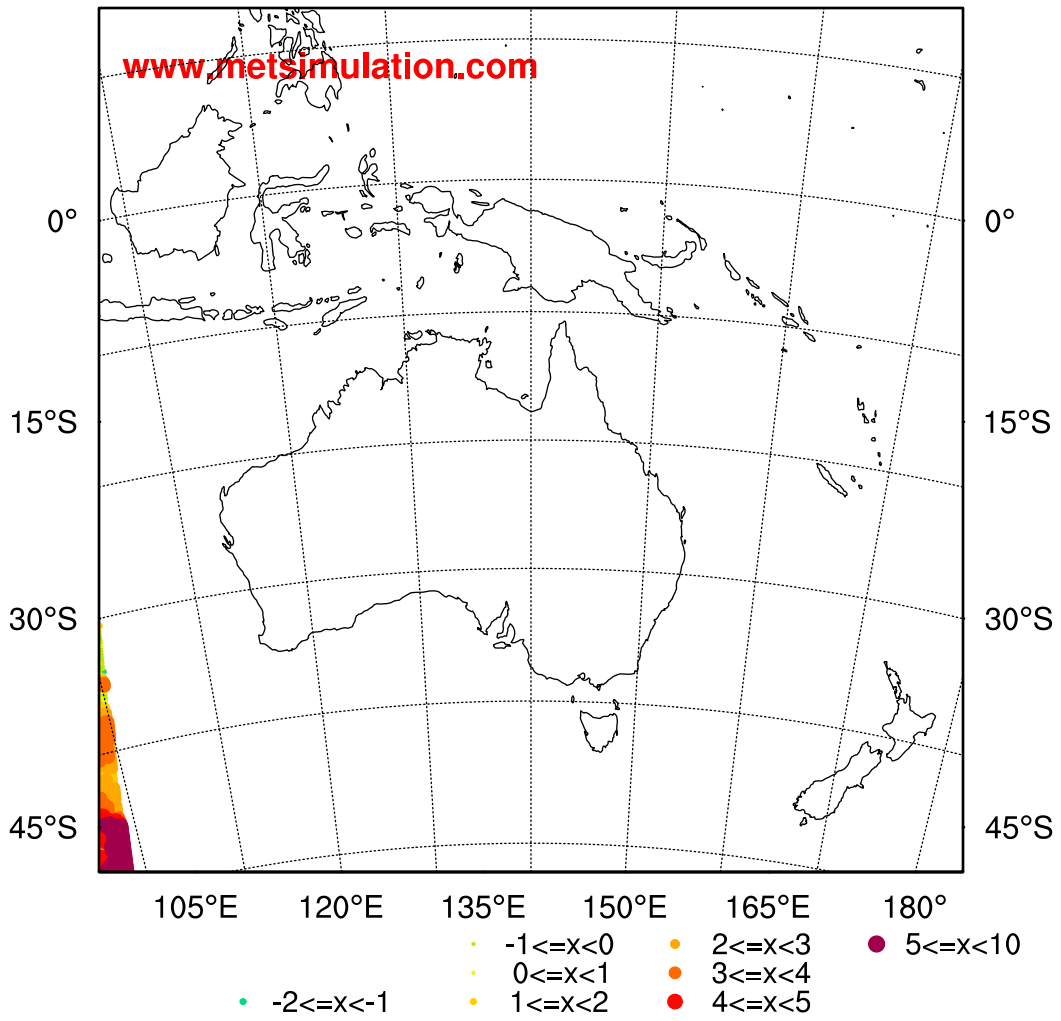 www.metsimulation.com
0° 0°
15°S 15°S
30°S 30°S
45°S 45°S
105°E 120°E 135°E 150°E 165°E 180°
-1<=x<0 2<=x<3 5<=x<10
0<=x<1 3<=x<4
-2<=x<-1 1<=x<2 4<=x<5